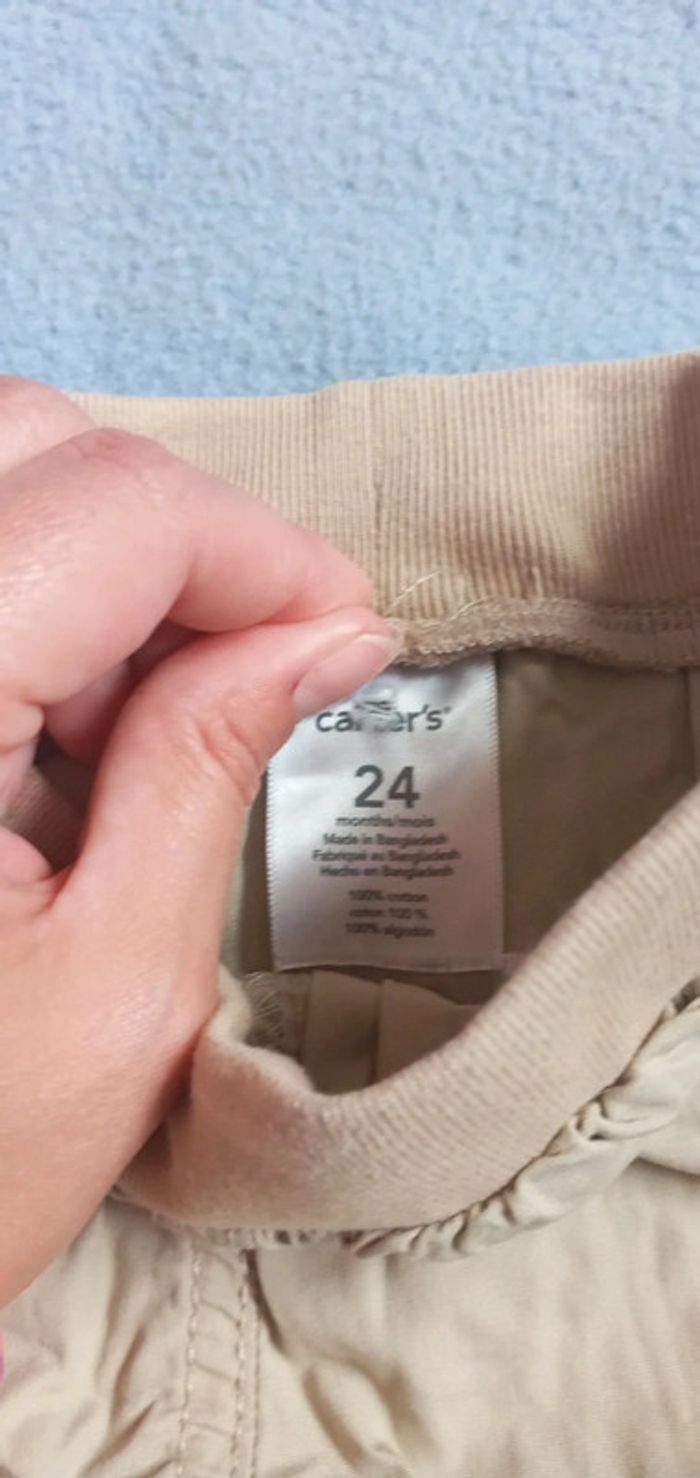 carter's
24
months/mois
Made in Bangladesh
Fabriqué au Bangladesh
Hecho en Bangladesh
100% cotton
coton 100 %
100% algodón